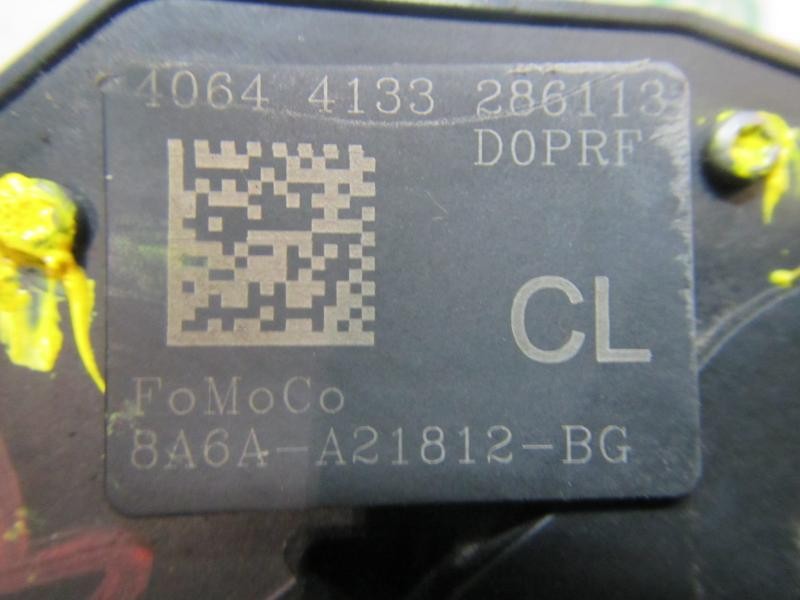 4064 4133 286113
D0PRF
CL
FoMoCo
8A6A-A21812-BG